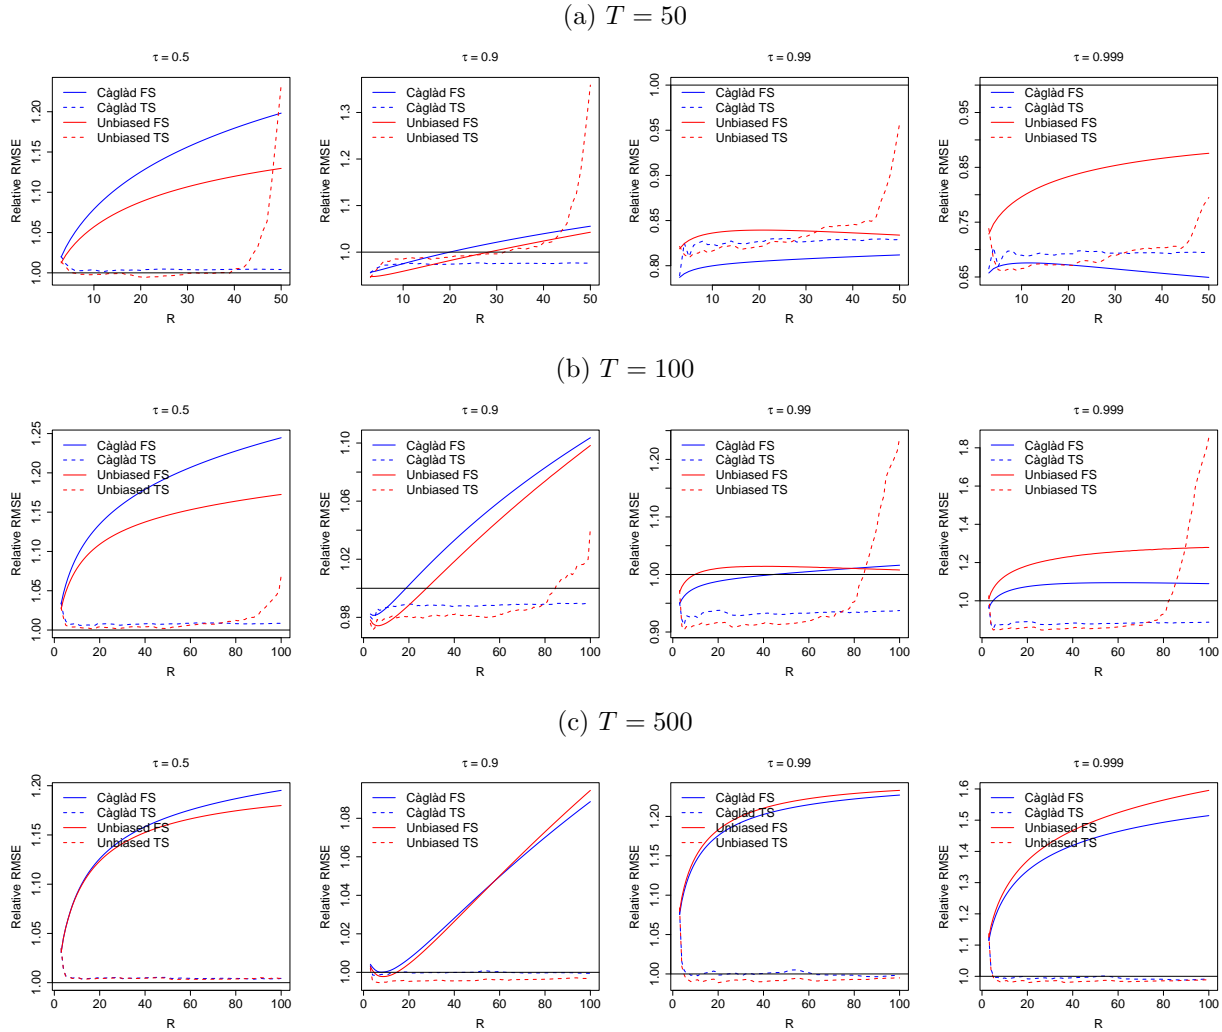 (a) T = 50
τ = 0.5
Relative RMSE
1.00 1.05 1.10 1.15 1.20
Càglàd FS
Càglàd TS
Unbiased FS
Unbiased TS
10 20 30 40 50
R
τ = 0.9
Relative RMSE
1.0 1.1 1.2 1.3
Càglàd FS
Càglàd TS
Unbiased FS
Unbiased TS
10 20 30 40 50
R
τ = 0.99
Relative RMSE
0.80 0.85 0.90 0.95 1.00
Càglàd FS
Càglàd TS
Unbiased FS
Unbiased TS
10 20 30 40 50
R
τ = 0.999
Relative RMSE
0.65 0.75 0.85 0.95
Càglàd FS
Càglàd TS
Unbiased FS
Unbiased TS
10 20 30 40 50
R
(b) T = 100
τ = 0.5
Relative RMSE
1.00 1.05 1.10 1.15 1.20 1.25
Càglàd FS
Càglàd TS
Unbiased FS
Unbiased TS
0 20 40 60 80 100
R
τ = 0.9
Relative RMSE
0.98 1.02 1.06 1.10
Càglàd FS
Càglàd TS
Unbiased FS
Unbiased TS
0 20 40 60 80 100
R
τ = 0.99
Relative RMSE
0.90 1.00 1.10 1.20
Càglàd FS
Càglàd TS
Unbiased FS
Unbiased TS
0 20 40 60 80 100
R
τ = 0.999
Relative RMSE
1.0 1.2 1.4 1.6 1.8
Càglàd FS
Càglàd TS
Unbiased FS
Unbiased TS
0 20 40 60 80 100
R
(c) T = 500
τ = 0.5
Relative RMSE
1.00 1.05 1.10 1.15 1.20
Càglàd FS
Càglàd TS
Unbiased FS
Unbiased TS
0 20 40 60 80 100
R
τ = 0.9
Relative RMSE
1.00 1.02 1.04 1.06 1.08
Càglàd FS
Càglàd TS
Unbiased FS
Unbiased TS
0 20 40 60 80 100
R
τ = 0.99
Relative RMSE
1.00 1.05 1.10 1.15 1.20
Càglàd FS
Càglàd TS
Unbiased FS
Unbiased TS
0 20 40 60 80 100
R
τ = 0.999
Relative RMSE
1.0 1.1 1.2 1.3 1.4 1.5 1.6
Càglàd FS
Càglàd TS
Unbiased FS
Unbiased TS
0 20 40 60 80 100
R